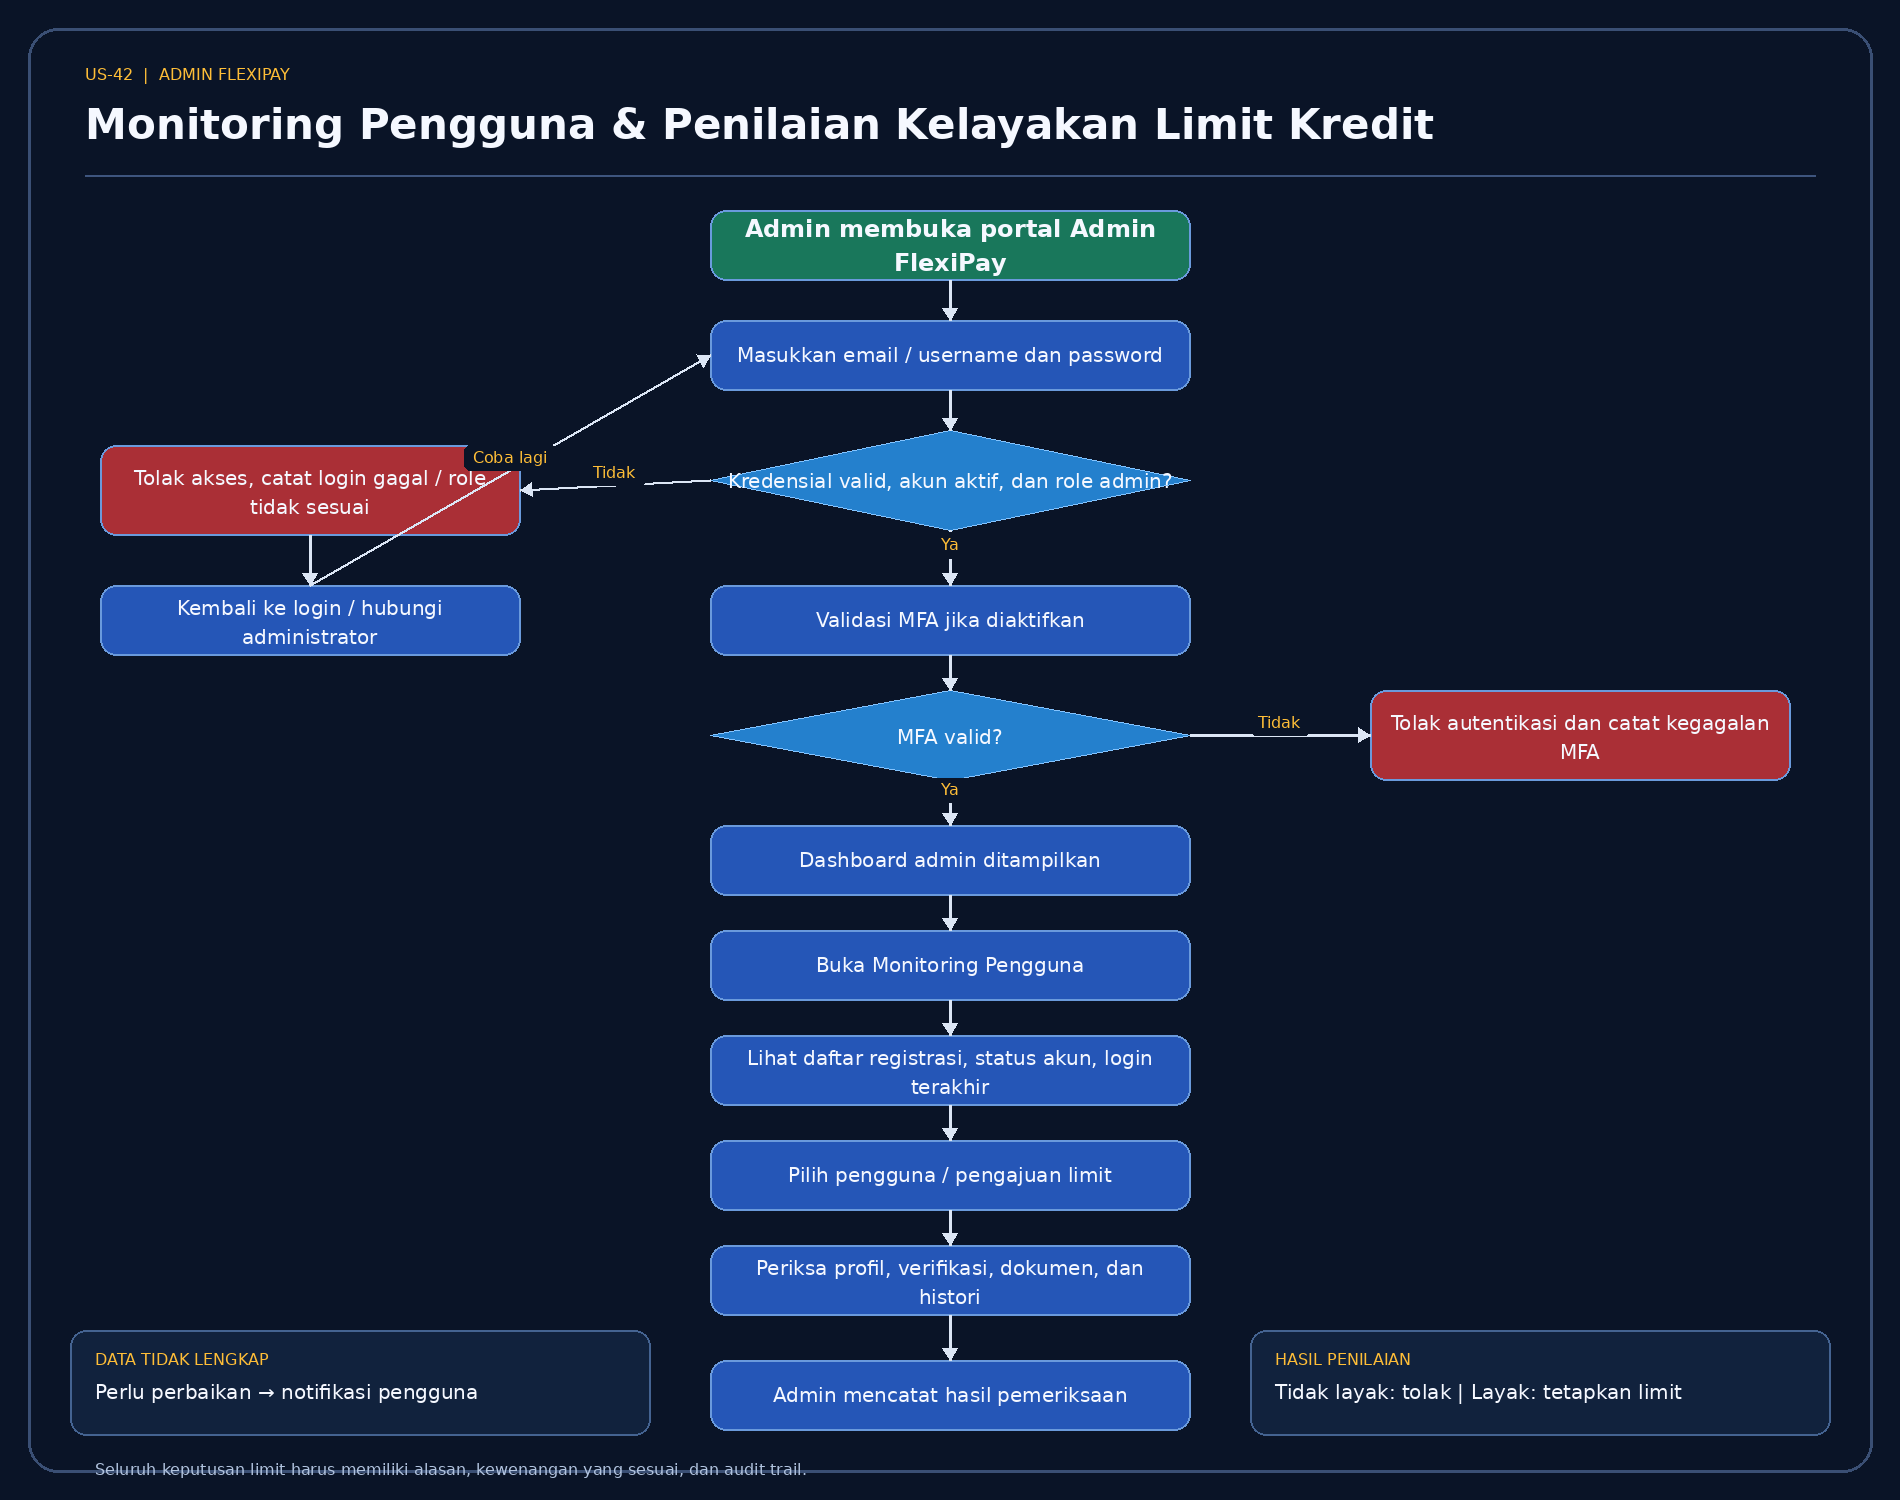 US-42 | ADMIN FLEXIPAY
Monitoring Pengguna & Penilaian Kelayakan Limit Kredit
Admin membuka portal Admin
FlexiPay
Masukkan email / username dan password
Coba lagi
Tolak akses, catat login gagal / role
tidak sesuai
Tidak
Kredensial valid, akun aktif, dan role admin?
Ya
Kembali ke login / hubungi
administrator
Validasi MFA jika diaktifkan
MFA valid?
Tidak
Tolak autentikasi dan catat kegagalan
MFA
Ya
Dashboard admin ditampilkan
Buka Monitoring Pengguna
Lihat daftar registrasi, status akun, login
terakhir
Pilih pengguna / pengajuan limit
Periksa profil, verifikasi, dokumen, dan
histori
DATA TIDAK LENGKAP
Perlu perbaikan → notifikasi pengguna
Admin mencatat hasil pemeriksaan
HASIL PENILAIAN
Tidak layak: tolak | Layak: tetapkan limit
Seluruh keputusan limit harus memiliki alasan, kewenangan yang sesuai, dan audit trail.